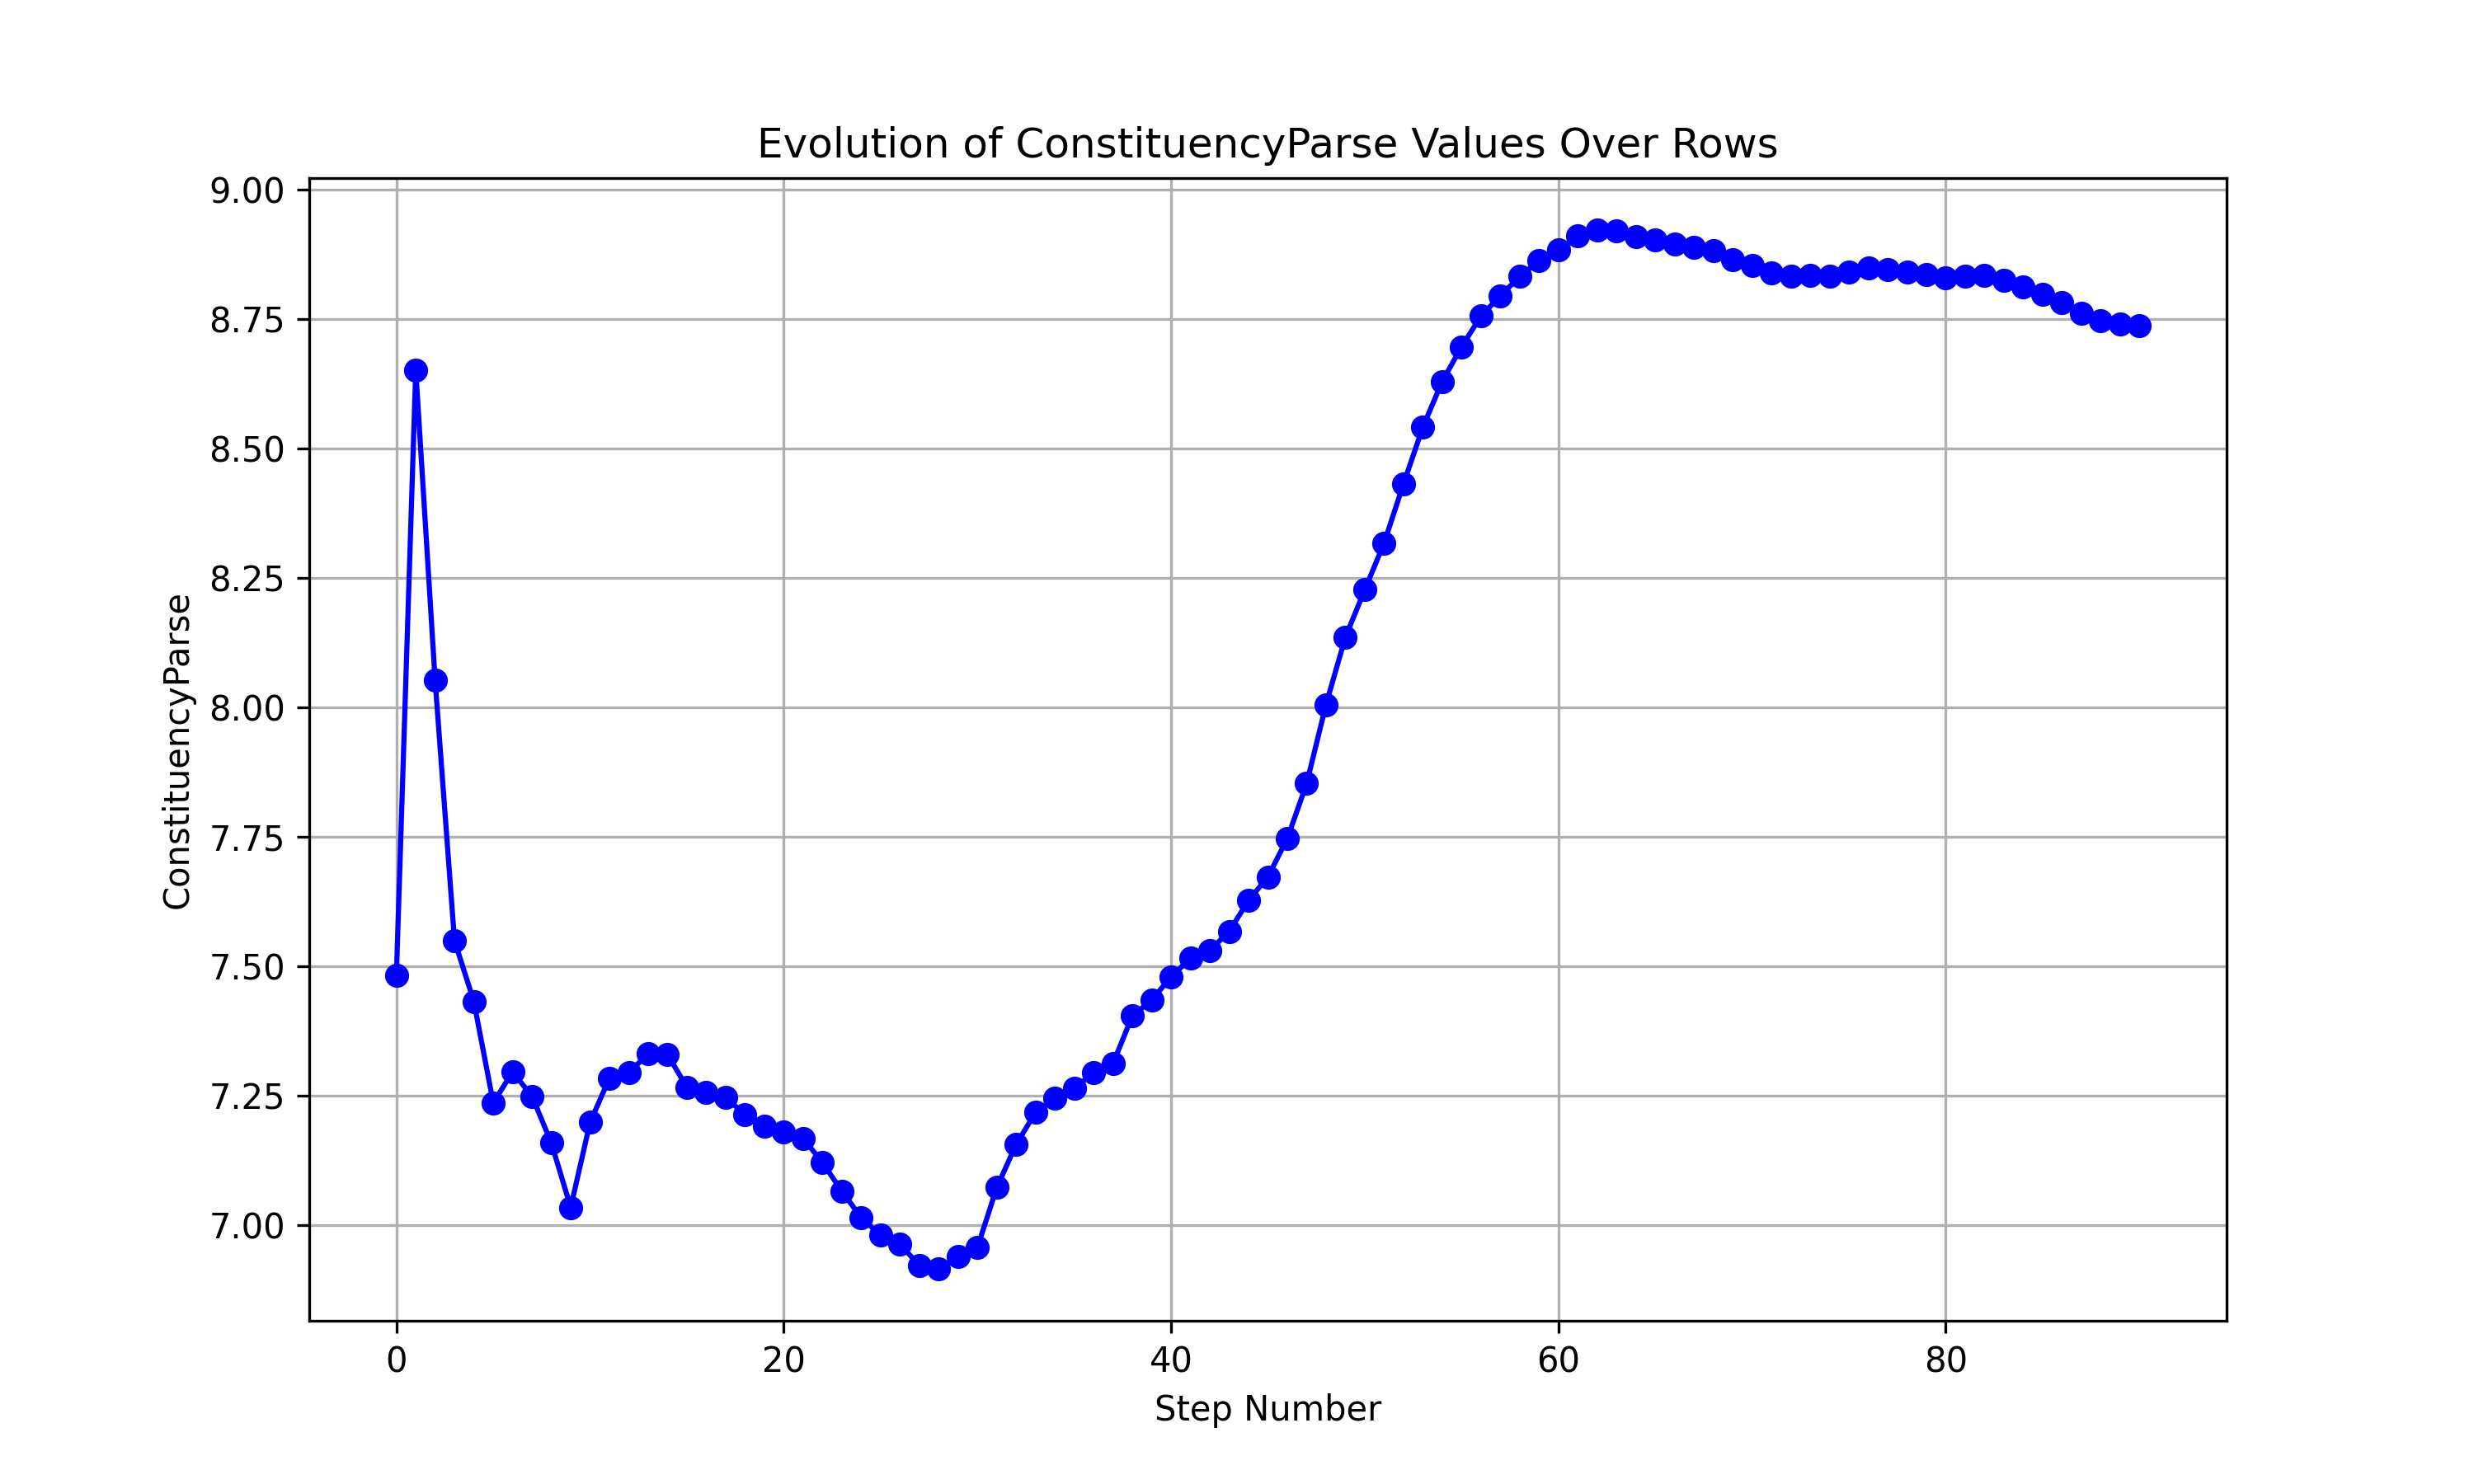 Evolution of ConstituencyParse Values Over Rows
ConstituencyParse
9.00
8.75
8.50
8.25
8.00
7.75
7.50
7.25
7.00
0 20 40 60 80
Step Number